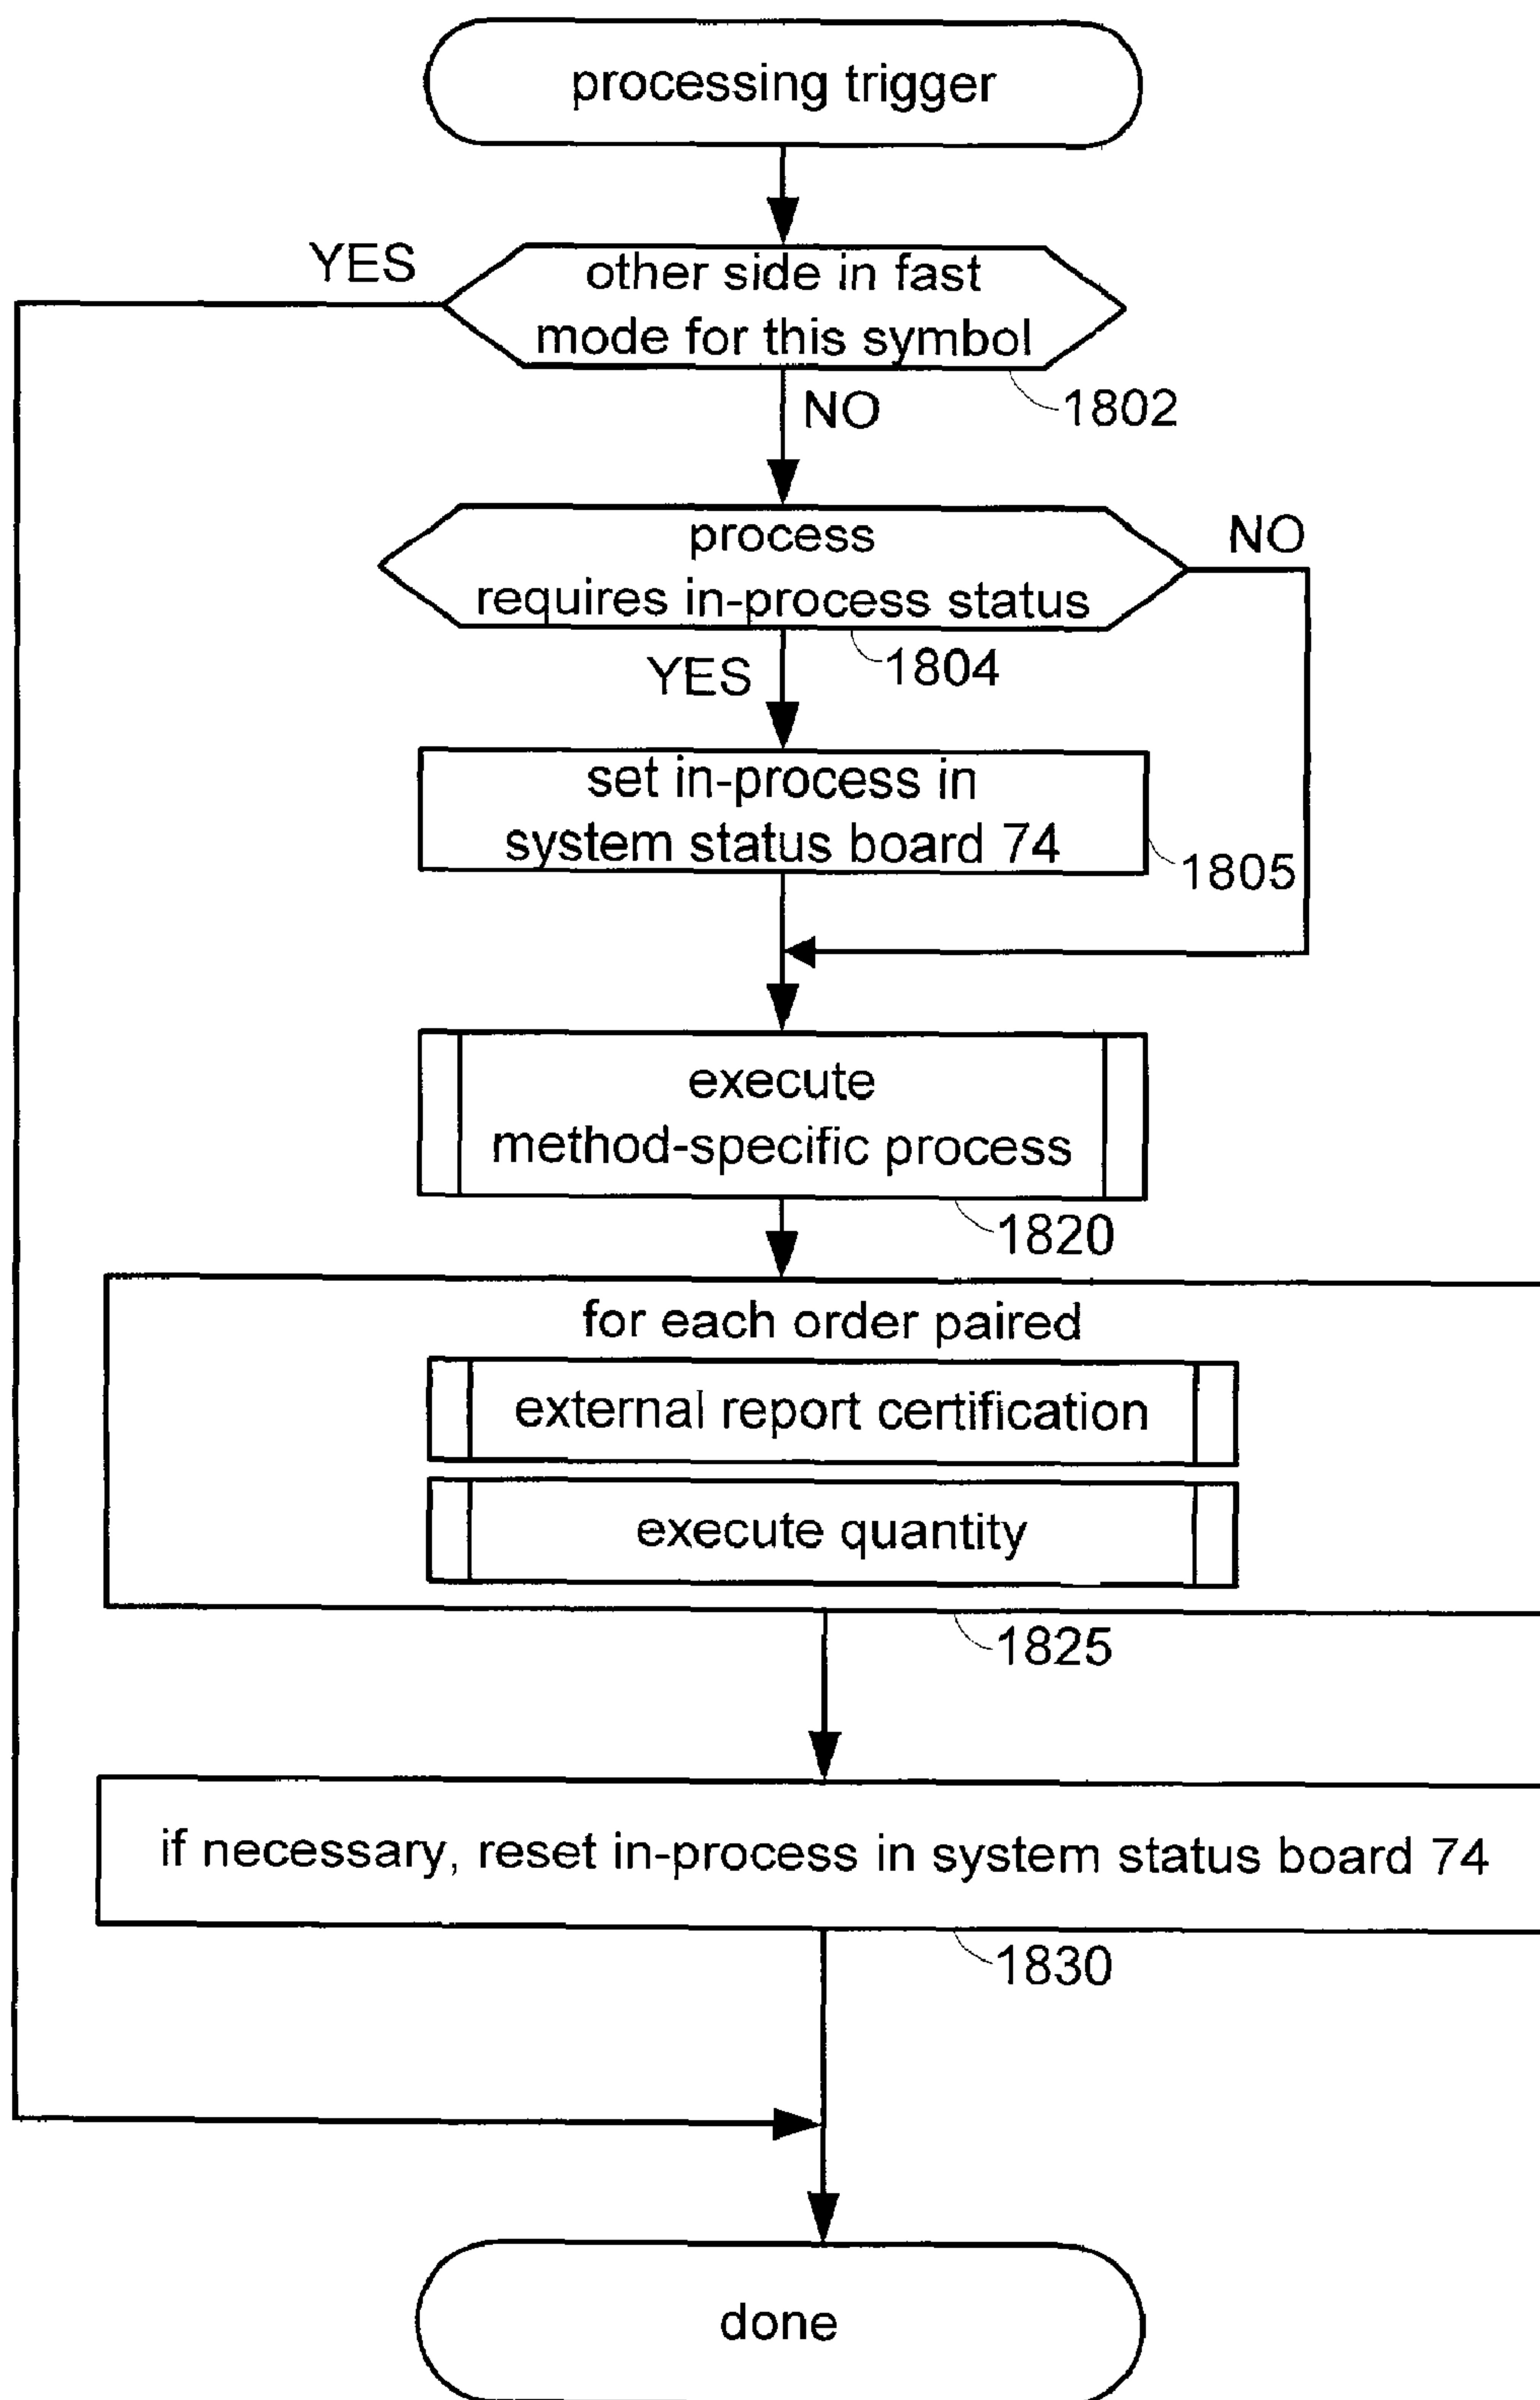 processing trigger
YES
other side in fast
mode for this symbol
1802
NO
process
requires in-process status
NO
1804
YES
set in-process in
system status board 74
1805
execute
method-specific process
1820
for each order paired
external report certification
execute quantity
1825
if necessary, reset in-process in system status board 74
1830
done